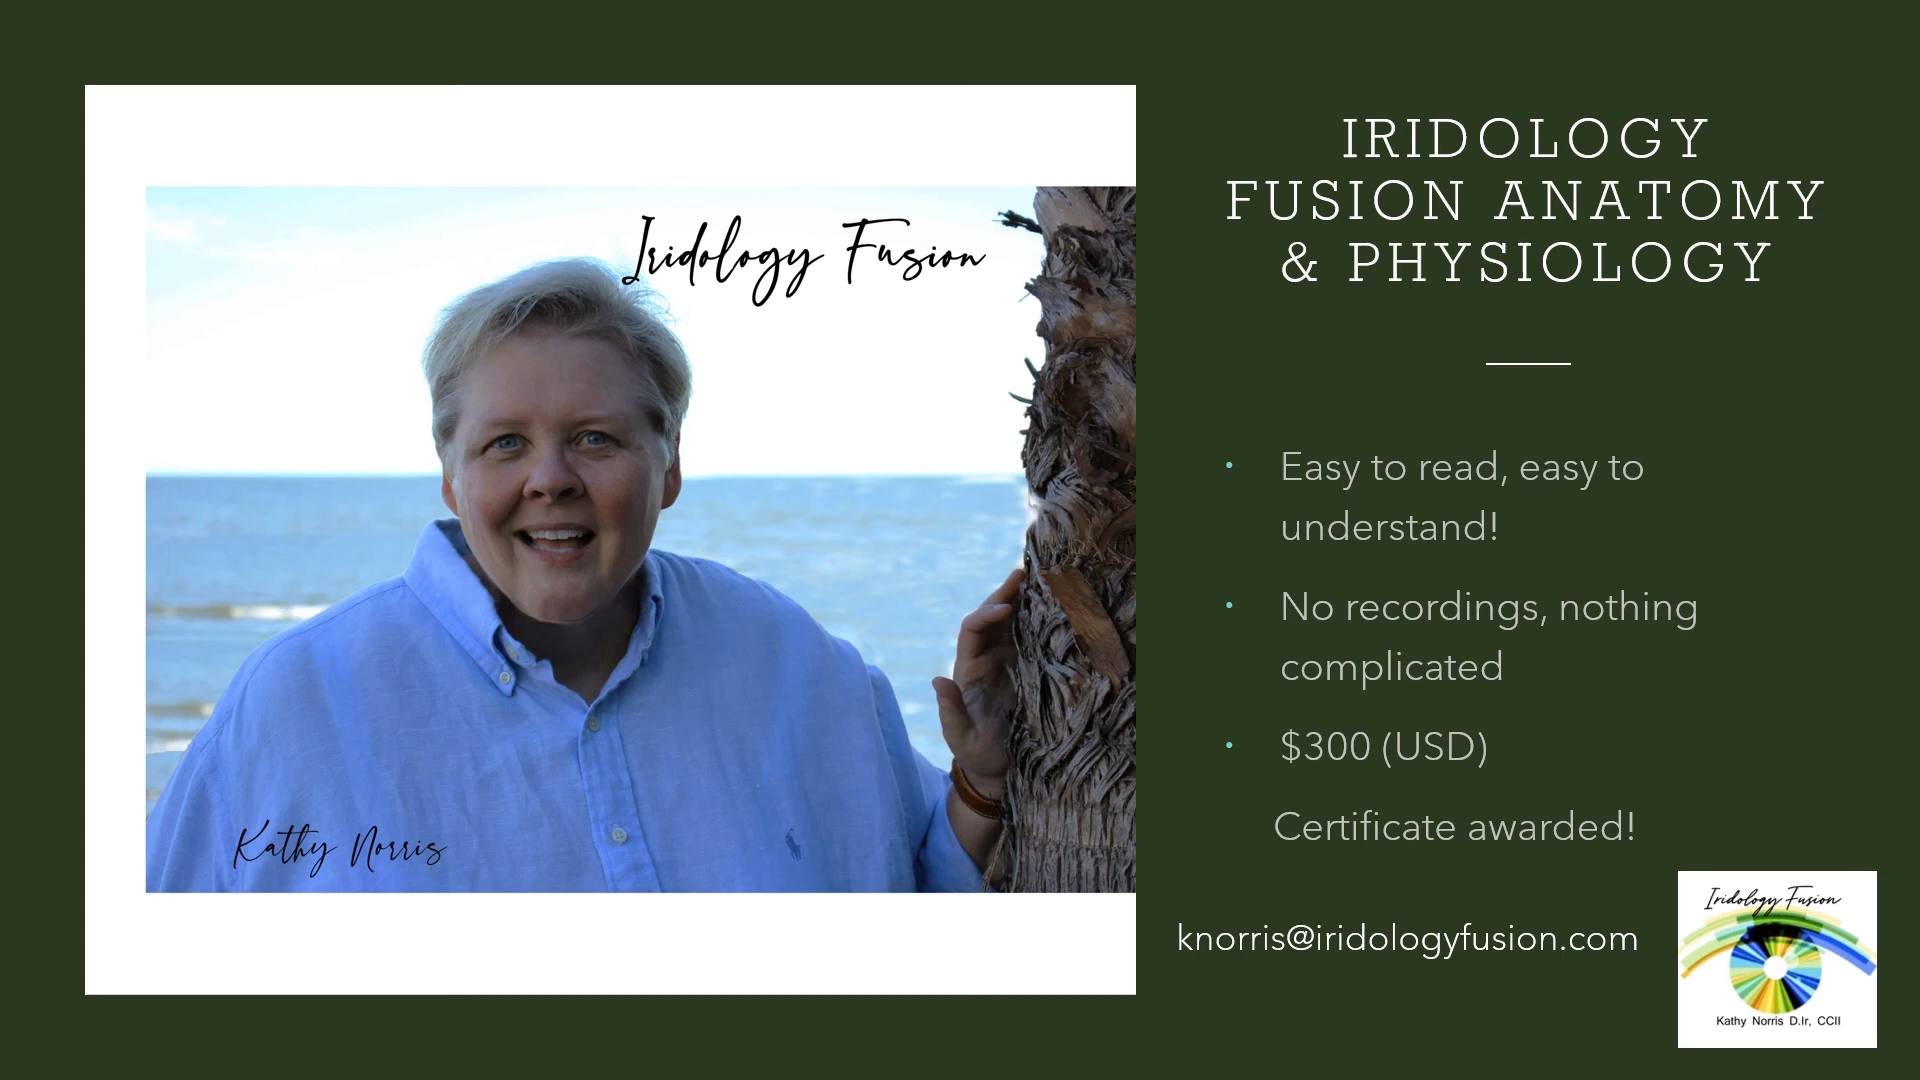 Iridology Fusion
Kathy Norris
IRIDOLOGY
FUSION ANATOMY
& PHYSIOLOGY
Easy to read, easy to
understand!
No recordings, nothing
complicated
$300 (USD)
Certificate awarded!
knorris@iridologyfusion.com
Iridology Fusion
Kathy Norris D.Ir, CCII